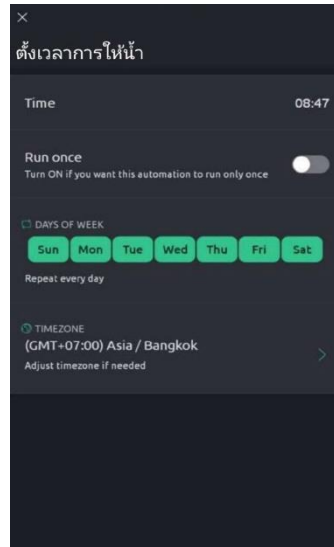 ตั้งเวลาการให้น้ำ
Time 08:47
Run once
Turn ON if you want this automation to run only once
DAYS OF WEEK
Sun Mon Tue Wed Thu Fri Sat
Repeat every day
TIMEZONE
(GMT+07:00) Asia / Bangkok
Adjust timezone if needed